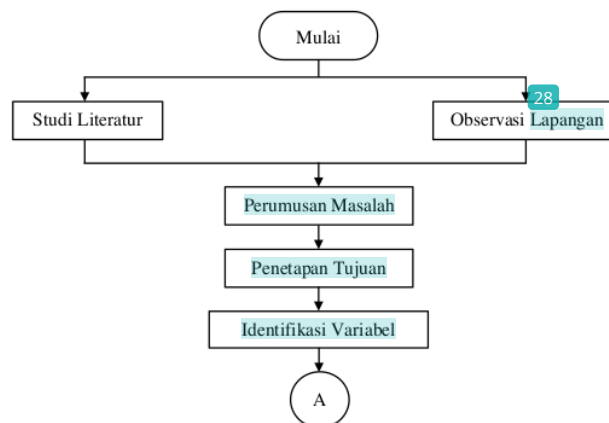 Mulai
Studi Literatur
28
Observasi Lapangan
Perumusan Masalah
Penetapan Tujuan
Identifikasi Variabel
A